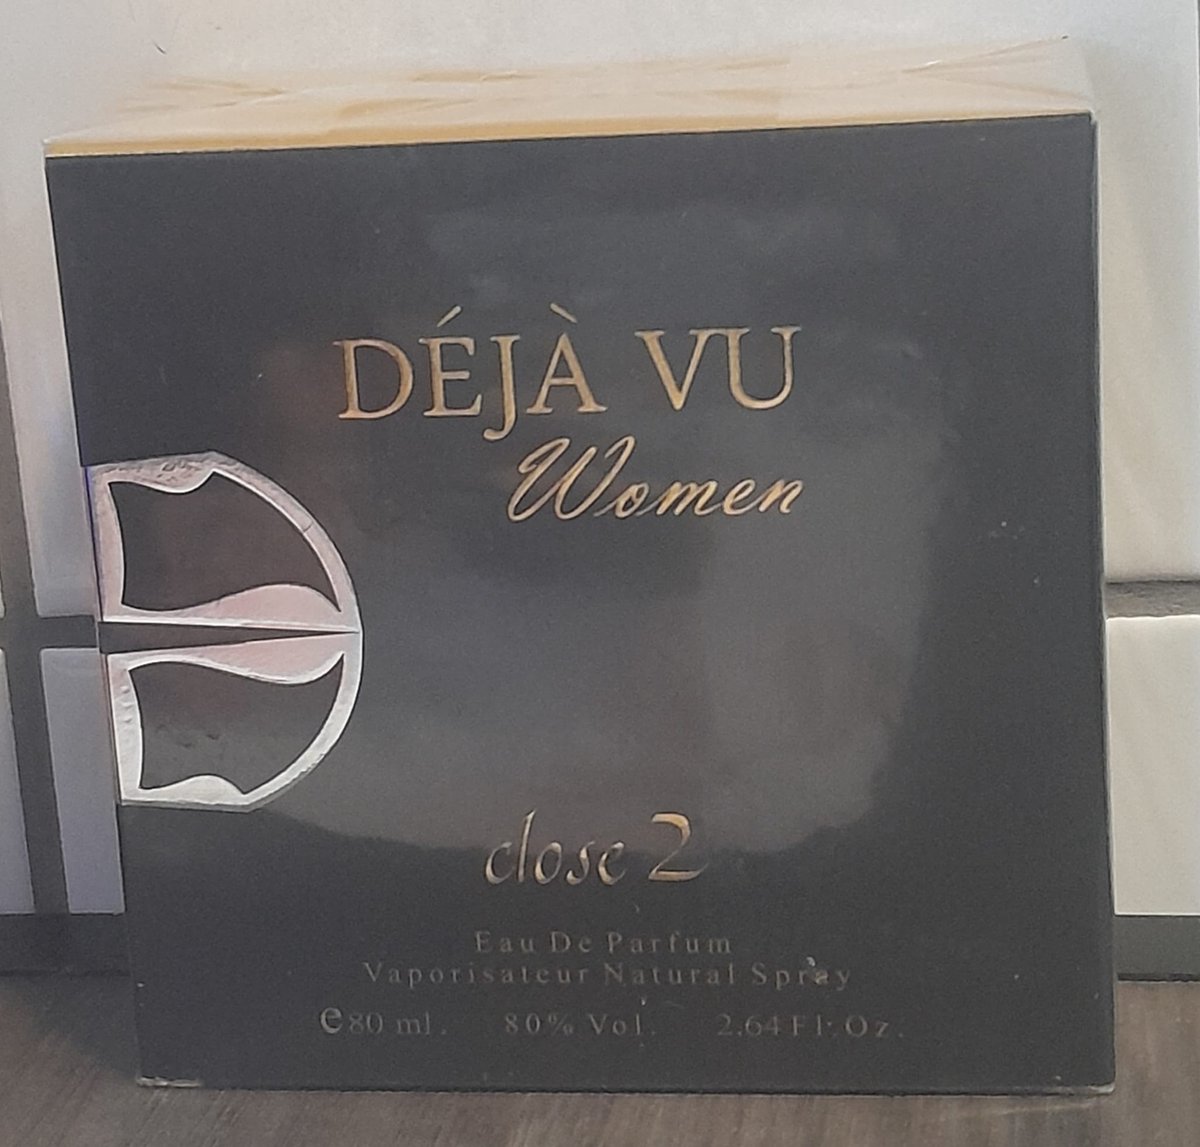 DÉJÀ VU
Women
close 2
Eau De Parfum
Vaporisateur Natural Spray
e80 ml. 80% Vol. 2.64 Fl. Oz.